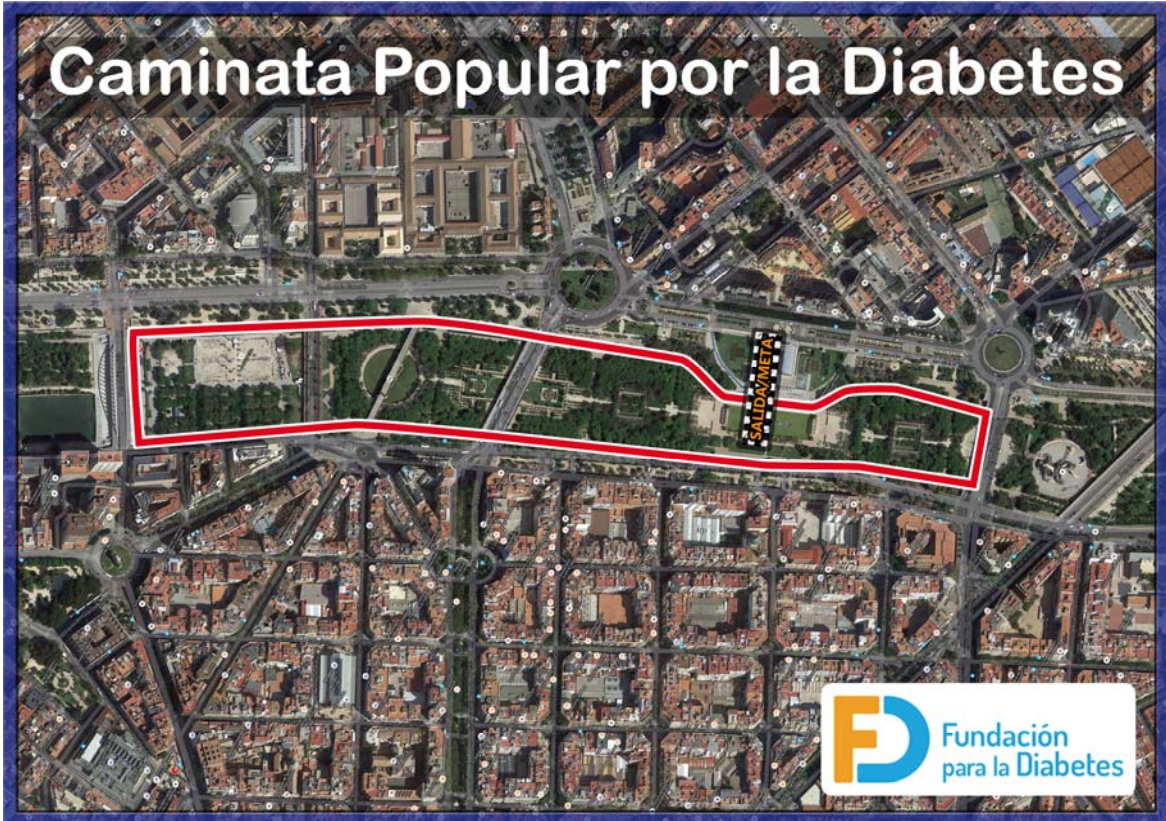 Caminata Popular por la Diabetes
SALIDA/META
Fundación
para la Diabetes